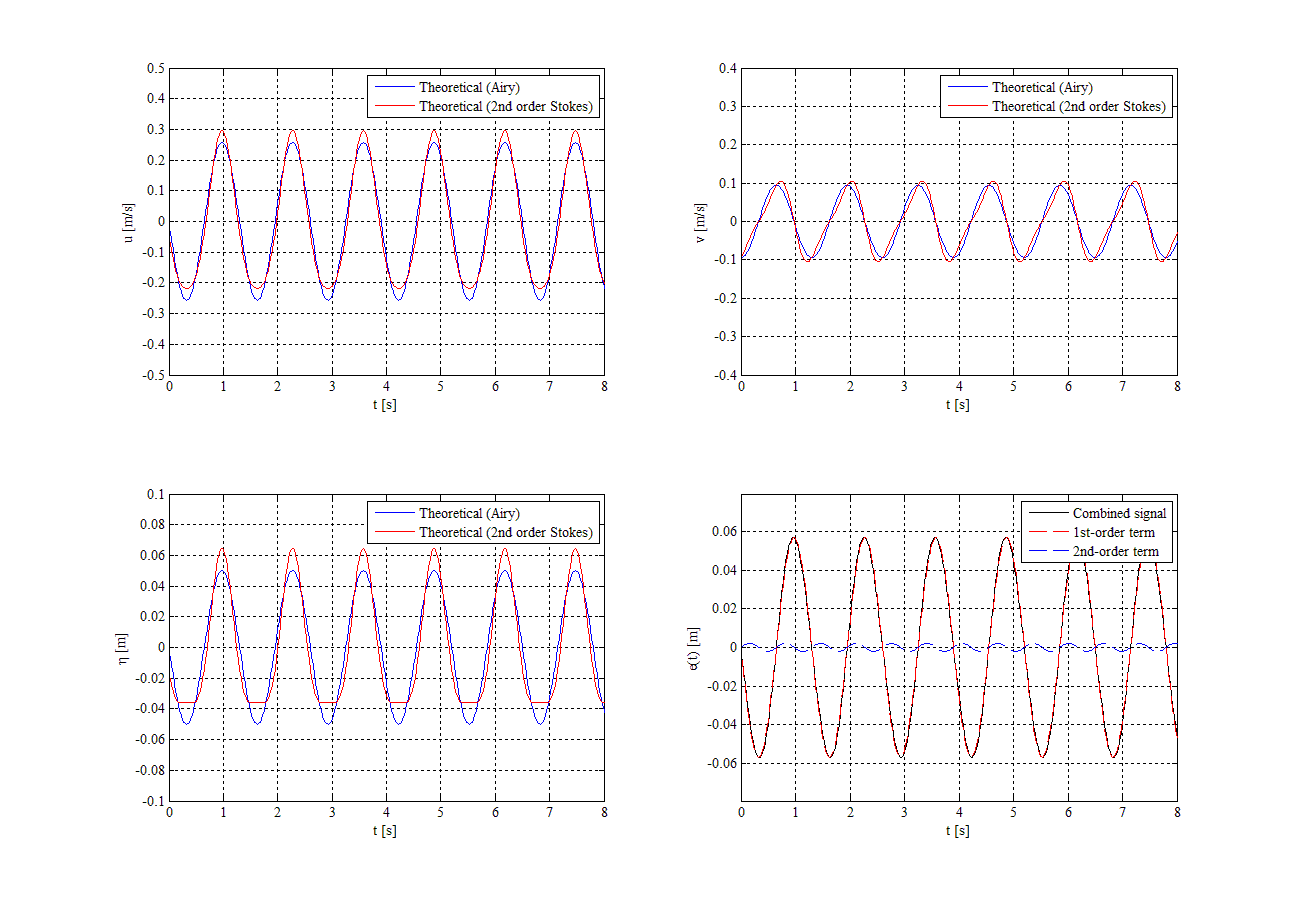 0.5
0.4
0.3
0.2
0.1
0
-0.1
-0.2
-0.3
-0.4
-0.5
u [m/s]
Theoretical (Airy)
Theoretical (2nd order Stokes)
0 1 2 3 4 5 6 7 8
t [s]
0.4
0.3
0.2
0.1
0
-0.1
-0.2
-0.3
-0.4
v [m/s]
Theoretical (Airy)
Theoretical (2nd order Stokes)
0 1 2 3 4 5 6 7 8
t [s]
0.1
0.08
0.06
0.04
0.02
0
-0.02
-0.04
-0.06
-0.08
-0.1
η [m]
Theoretical (Airy)
Theoretical (2nd order Stokes)
0 1 2 3 4 5 6 7 8
t [s]
0.06
0.04
0.02
0
-0.02
-0.04
-0.06
e(t) [m]
Combined signal
1st-order term
2nd-order term
0 1 2 3 4 5 6 7 8
t [s]